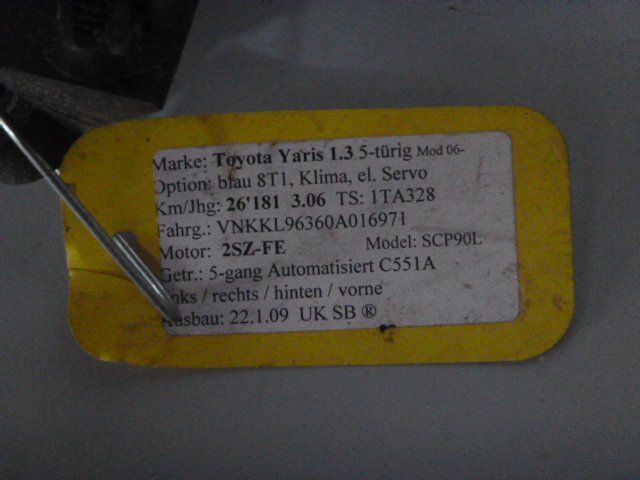 Marke: Toyota Yaris 1.3 5-türig Mod 06-
Option: blau 8T1, Klima, el. Servo
Km/Jhg: 26'181 3.06 TS: 1TA328
Fahrg.: VNKKL96360A016971
Motor: 2SZ-FE Model: SCP90L
Getr.: 5-gang Automatisiert C551A
links / rechts / hinten / vorne
Ausbau: 22.1.09 UK SB ®